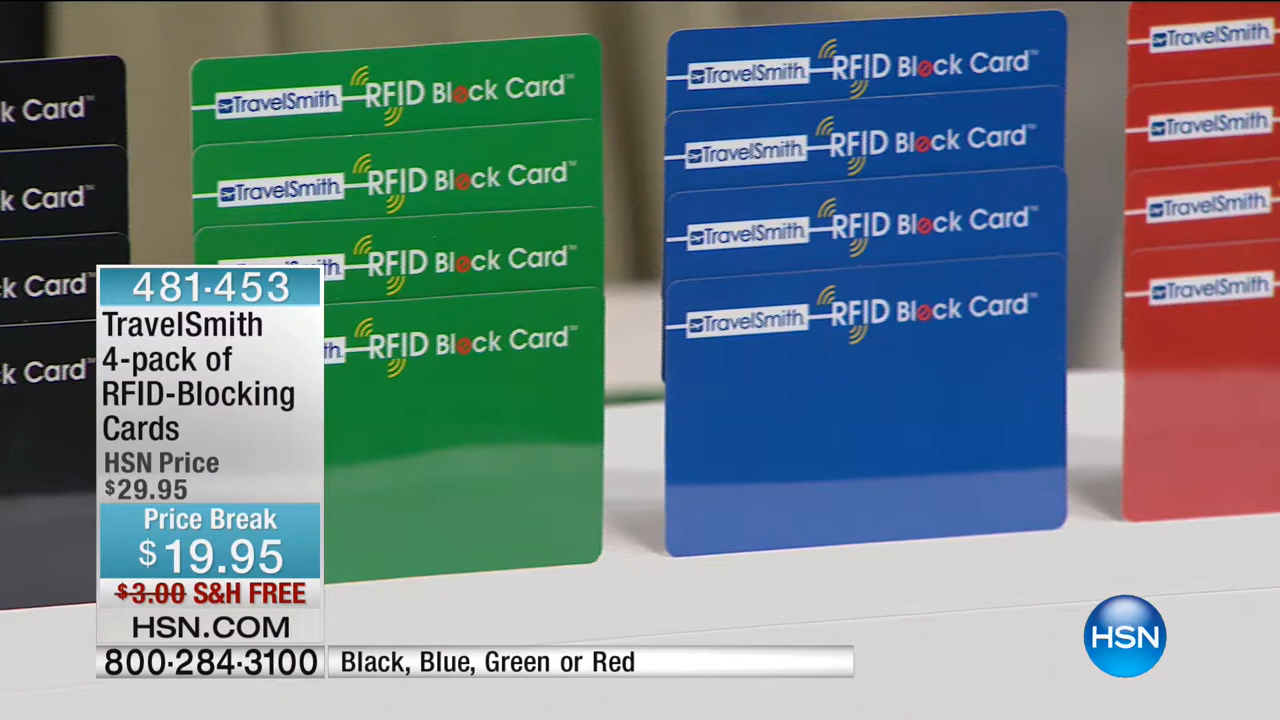 k Card™
k Card™
k Card™
k Card™
TravelSmith RFID Block Card™
TravelSmith RFID Block Card™
th RFID Block Card™
th. RFID Block Card™
TravelSmith RFID Block Card™
TravelSmith RFID Block Card™
TravelSmith RFID Block Card™
TravelSmith RFID Block Card™
TravelSmith
TravelSmith
TravelSmith
TravelSmith
481·453
TravelSmith
4-pack of
RFID-Blocking
Cards
HSN Price
$29.95
Price Break
$19.95
$3.00 S&H FREE
HSN.COM
800·284·3100
Black, Blue, Green or Red
HSN